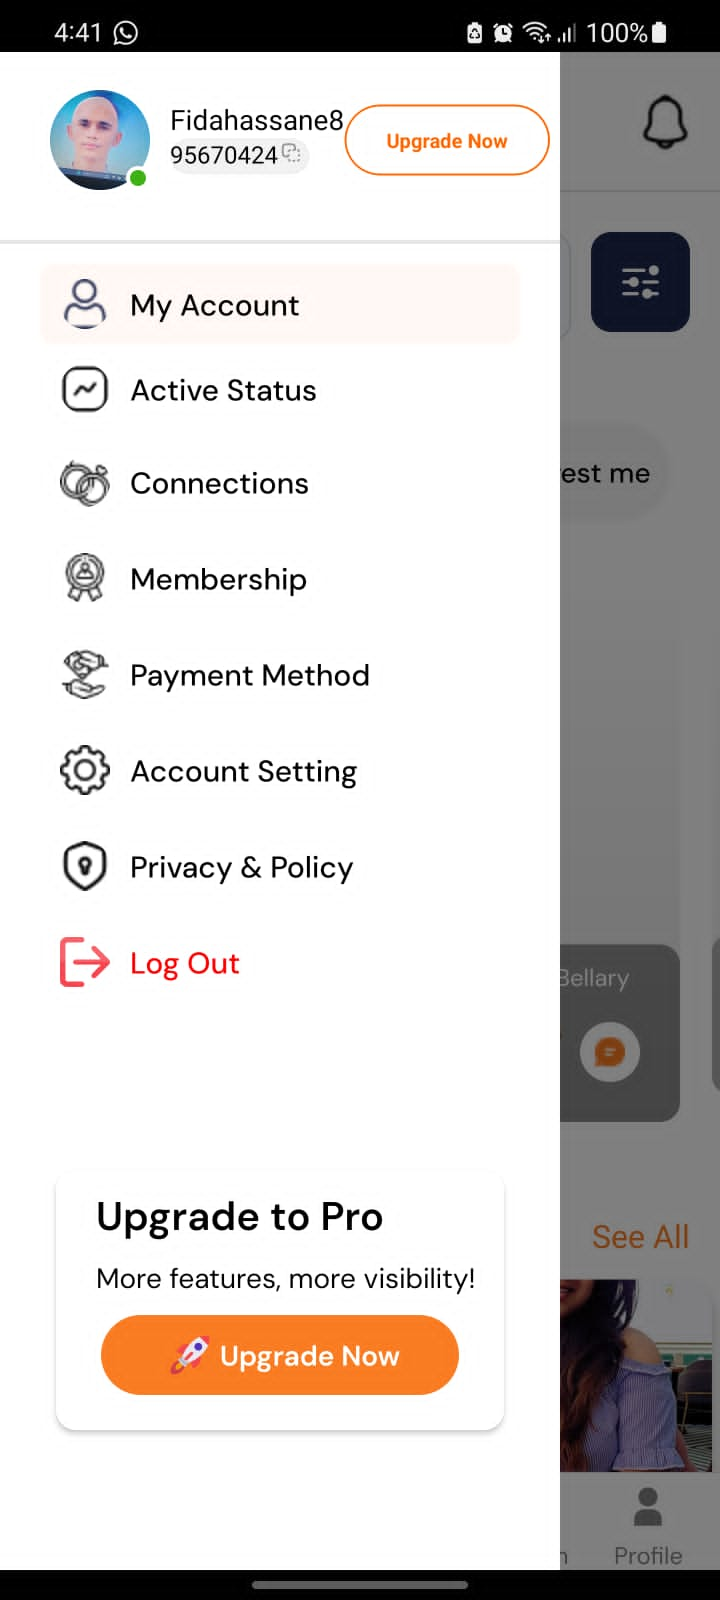 4:41
100%
Fidahassane8
95670424
Upgrade Now
My Account
Active Status
Connections
est me
Membership
Payment Method
Account Setting
Privacy & Policy
Log Out
Bellary
Upgrade to Pro
See All
More features, more visibility!
Upgrade Now
Profile